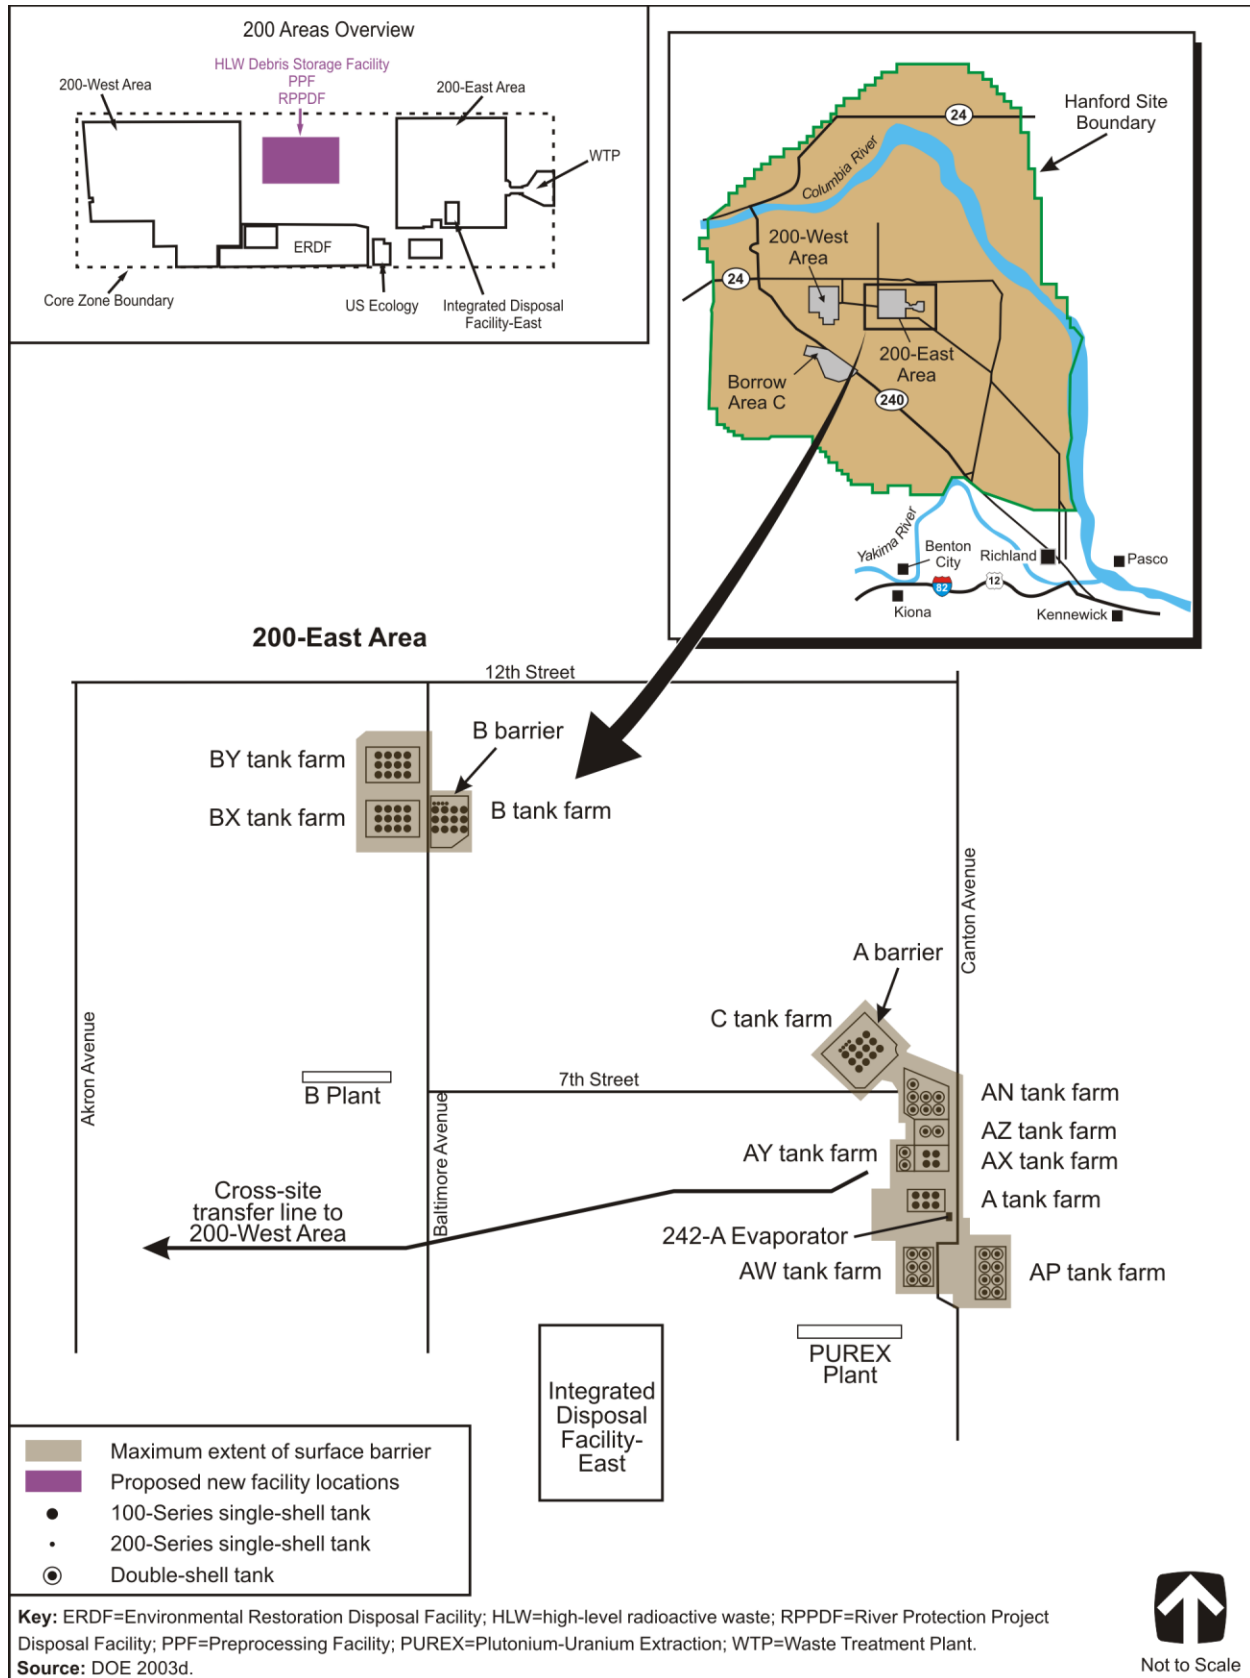 200 Areas Overview
HLW Debris Storage Facility
PPF
RPPDF
200-West Area
200-East Area
WTP
ERDF
Core Zone Boundary
US Ecology
Integrated Disposal
Facility-East
Hanford Site
Boundary
24
Columbia River
200-West
Area
24
200-East
Area
Borrow
Area C
240
Yakima River
Benton
City
Richland
Pasco
82
12
Kiona
Kennewick
200-East Area
12th Street
B barrier
BY tank farm
BX tank farm
B tank farm
Canton Avenue
A barrier
C tank farm
Akron Avenue
7th Street
B Plant
Baltimore Avenue
AN tank farm
AZ tank farm
AY tank farm
AX tank farm
A tank farm
Cross-site
transfer line to
200-West Area
242-A Evaporator
AW tank farm
AP tank farm
PUREX
Plant
Integrated
Disposal
Facility-
East
Maximum extent of surface barrier
Proposed new facility locations
100-Series single-shell tank
200-Series single-shell tank
Double-shell tank
Key: ERDF=Environmental Restoration Disposal Facility; HLW=high-level radioactive waste; RPPDF=River Protection Project
Disposal Facility; PPF=Preprocessing Facility; PUREX=Plutonium-Uranium Extraction; WTP=Waste Treatment Plant.
Source: DOE 2003d.
Not to Scale